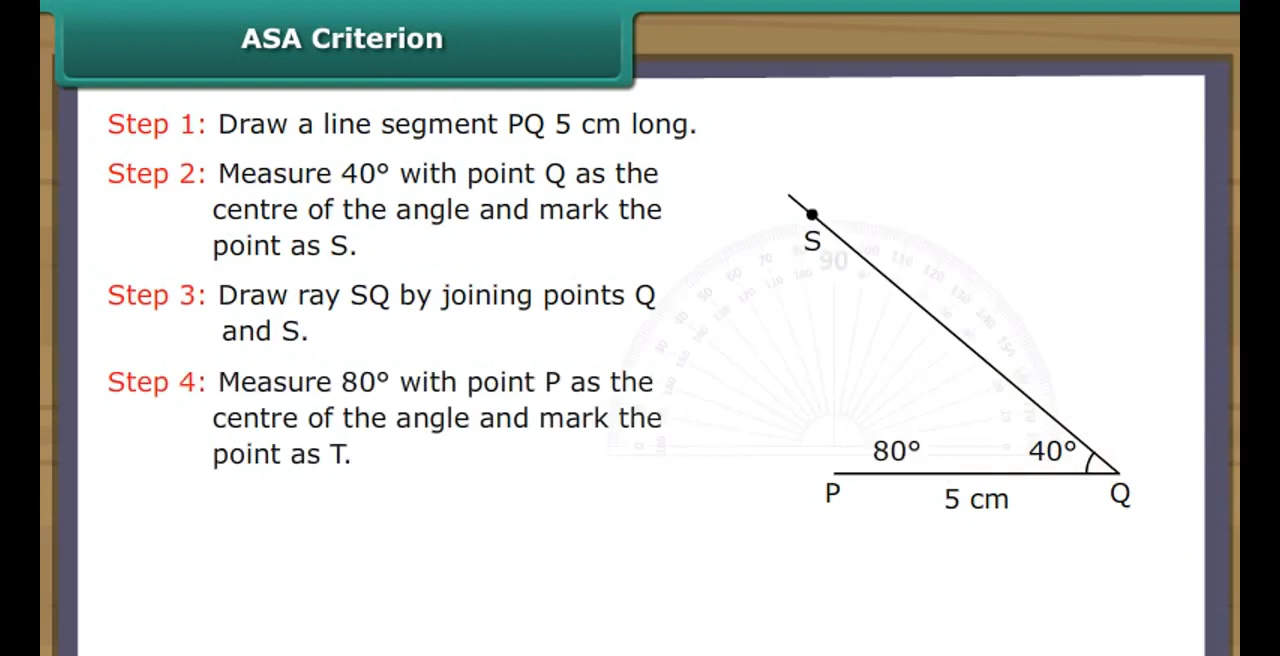 ASA Criterion
Step 1: Draw a line segment PQ 5 cm long.
Step 2: Measure 40° with point Q as the
centre of the angle and mark the
point as S.
Step 3: Draw ray SQ by joining points Q
and S.
Step 4: Measure 80° with point P as the
centre of the angle and mark the
point as T.
S
90
80° 40°
P 5 cm Q